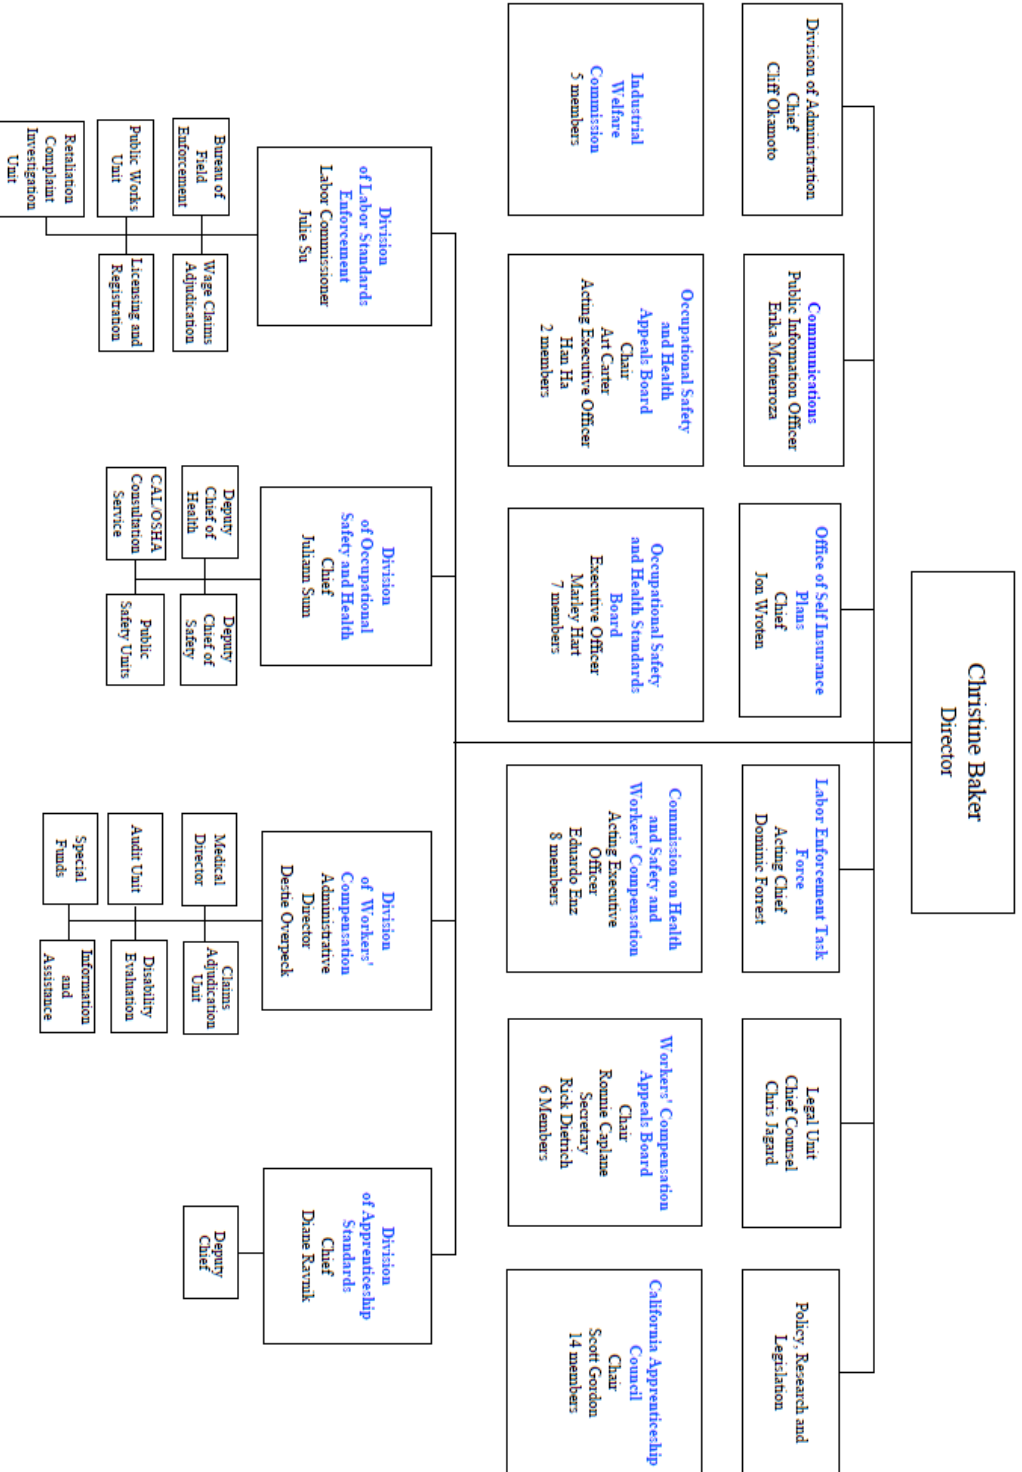 Christine Baker
Director
Division of Administration
Chief
Cliff Okamoto
Communications
Public Information Officer
Erika Monterroza
Office of Self Insurance
Plans
Chief
Jon Wroten
Labor Enforcement Task
Force
Acting Chief
Dominic Forrest
Legal Unit
Chief Counsel
Chris Jagard
Policy, Research and
Legislation
Industrial
Welfare
Commission
5 members
Occupational Safety
and Health
Appeals Board
Chair
Art Carter
Acting Executive Officer
Han Ha
2 members
Occupational Safety
and Health Standards
Board
Executive Officer
Marley Hart
7 members
Commission on Health
and Safety and
Workers' Compensation
Acting Executive
Officer
Eduardo Enz
8 members
Workers' Compensation
Appeals Board
Chair
Ronnie Caplane
Secretary
Rick Dietrich
6 Members
California Apprenticeship
Council
Chair
Scott Gordon
14 members
Division
of Labor Standards
Enforcement
Labor Commissioner
Julie Su
Division
of Occupational
Safety and Health
Chief
Juliann Sum
Division
of Workers'
Compensation
Administrative
Director
Destie Overpeck
Division
of Apprenticeship
Standards
Chief
Diane Ravnik
Bureau of
Field
Enforcement
Wage Claims
Adjudication
Public Works
Unit
Licensing and
Registration
Retaliation
Complaint
Investigation
Unit
Deputy
Chief of
Health
Deputy
Chief of
Safety
CAL/OSHA
Consultation
Service
Public
Safety Units
Medical
Director
Claims
Adjudication
Unit
Audit Unit
Disability
Evaluation
Special
Funds
Information
and
Assistance
Deputy
Chief